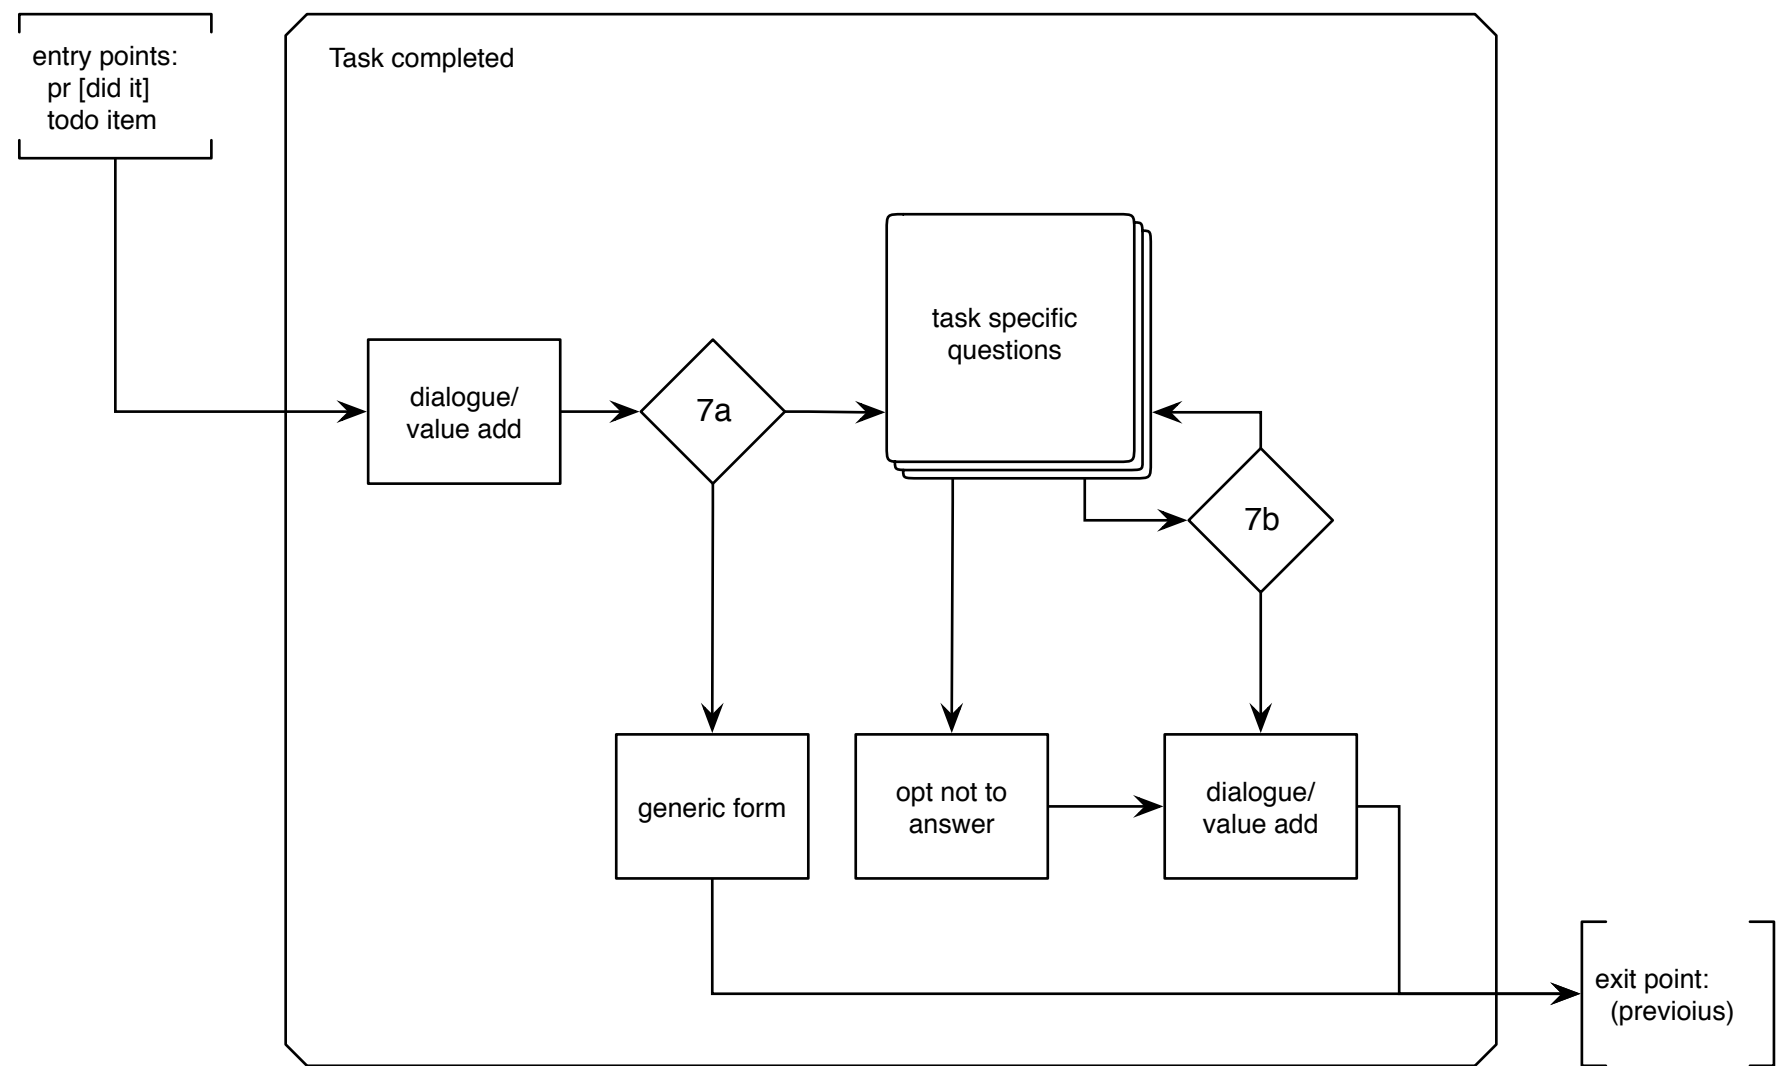 entry points:
pr [did it]
todo item
Task completed
task specific
questions
dialogue/
value add
7a
7b
generic form
opt not to
answer
dialogue/
value add
exit point:
(previoius)